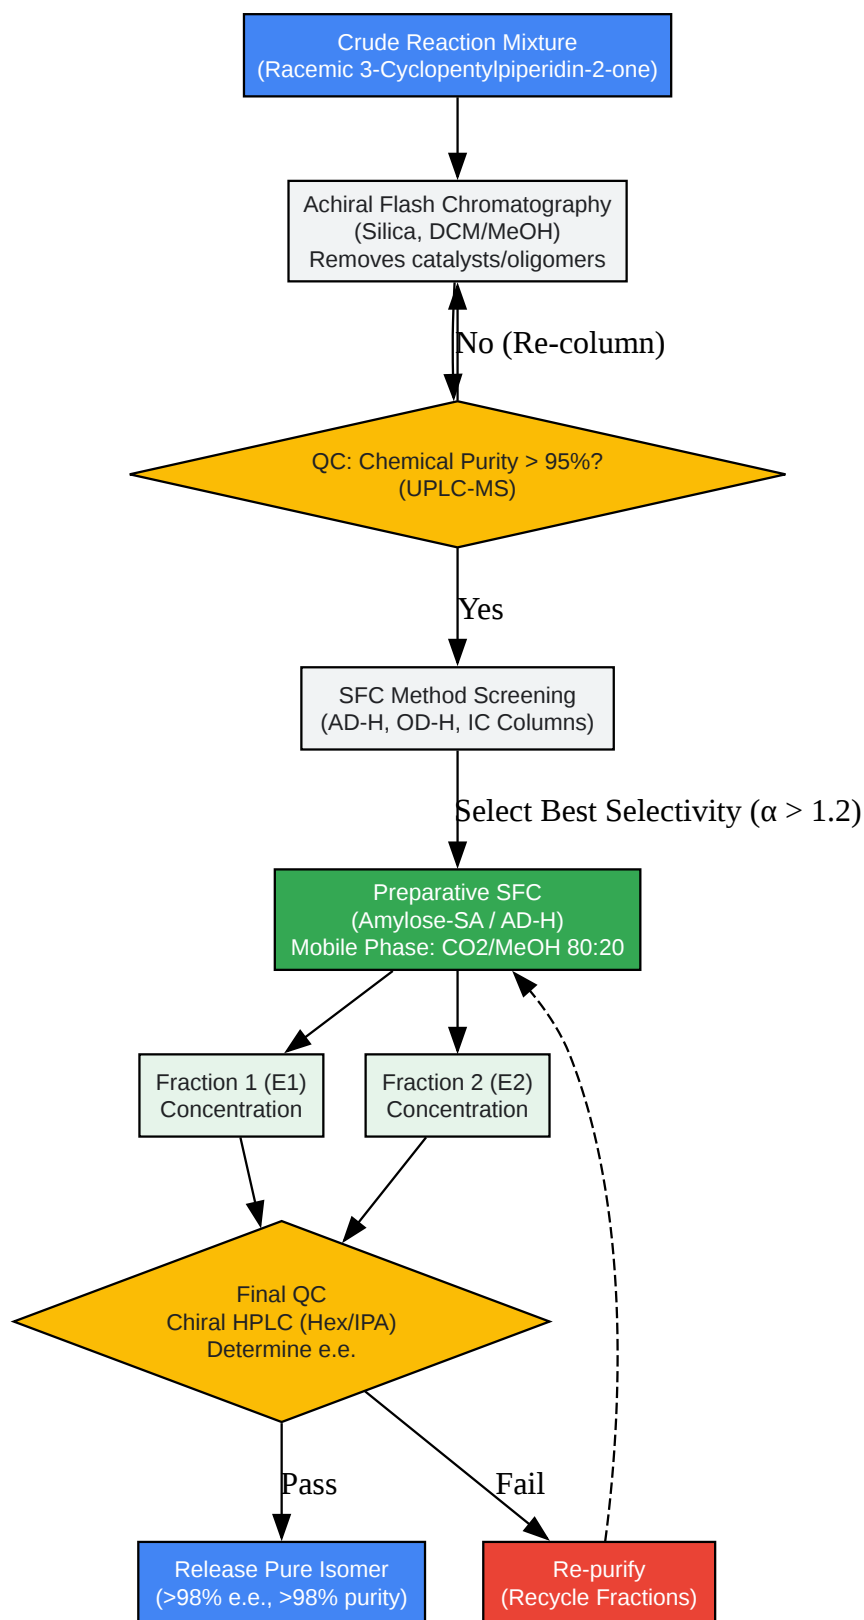 Crude Reaction Mixture
(Racemic 3-Cyclopentylpiperidin-2-one)
Achiral Flash Chromatography
(Silica, DCM/MeOH)
Removes catalysts/oligomers
No (Re-column)
QC: Chemical Purity > 95%?
(UPLC-MS)
Yes
SFC Method Screening
(AD-H, OD-H, IC Columns)
Select Best Selectivity (α > 1.2)
Preparative SFC
(Amylose-SA / AD-H)
Mobile Phase: CO2/MeOH 80:20
Fraction 1 (E1)
Concentration
Fraction 2 (E2)
Concentration
Final QC
Chiral HPLC (Hex/IPA)
Determine e.e.
Pass
Fail
Release Pure Isomer
(>98% e.e., >98% purity)
Re-purify
(Recycle Fractions)